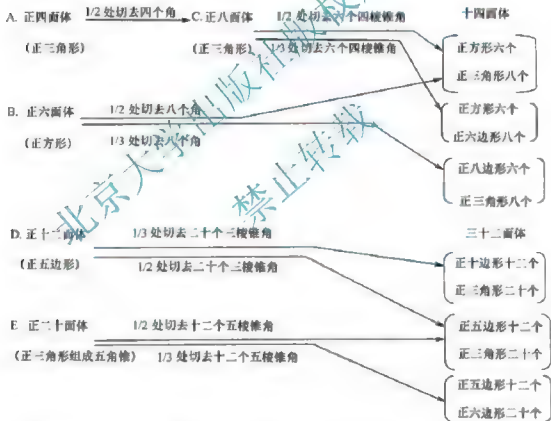 A. 正四面体 1/2 处切去四个角 C. 正八面体 1/2 处切去六个四棱锥角 十四面体
(正三角形) (正三角形) 1/3 处切去六个四棱锥角 正方形六个
正三角形八个
B. 正六面体 1/2 处切去八个角 正方形六个
(正方形) 1/3 处切去八个角 正六边形八个
正八边形六个
正三角形八个
D. 正十二面体 1/3 处切去二十个三棱锥角 三十二面体
(正五边形) 1/2 处切去二十个三棱锥角 正十边形十二个
正三角形二十个
E 正二十面体 1/2 处切去十二个五棱锥角 正五边形十二个
(正三角形组成五角锥) 1/3 处切去十二个五棱锥角 正三角形二十个
正五边形十二个
正六边形二十个
北京大学出版社版权
禁止转载